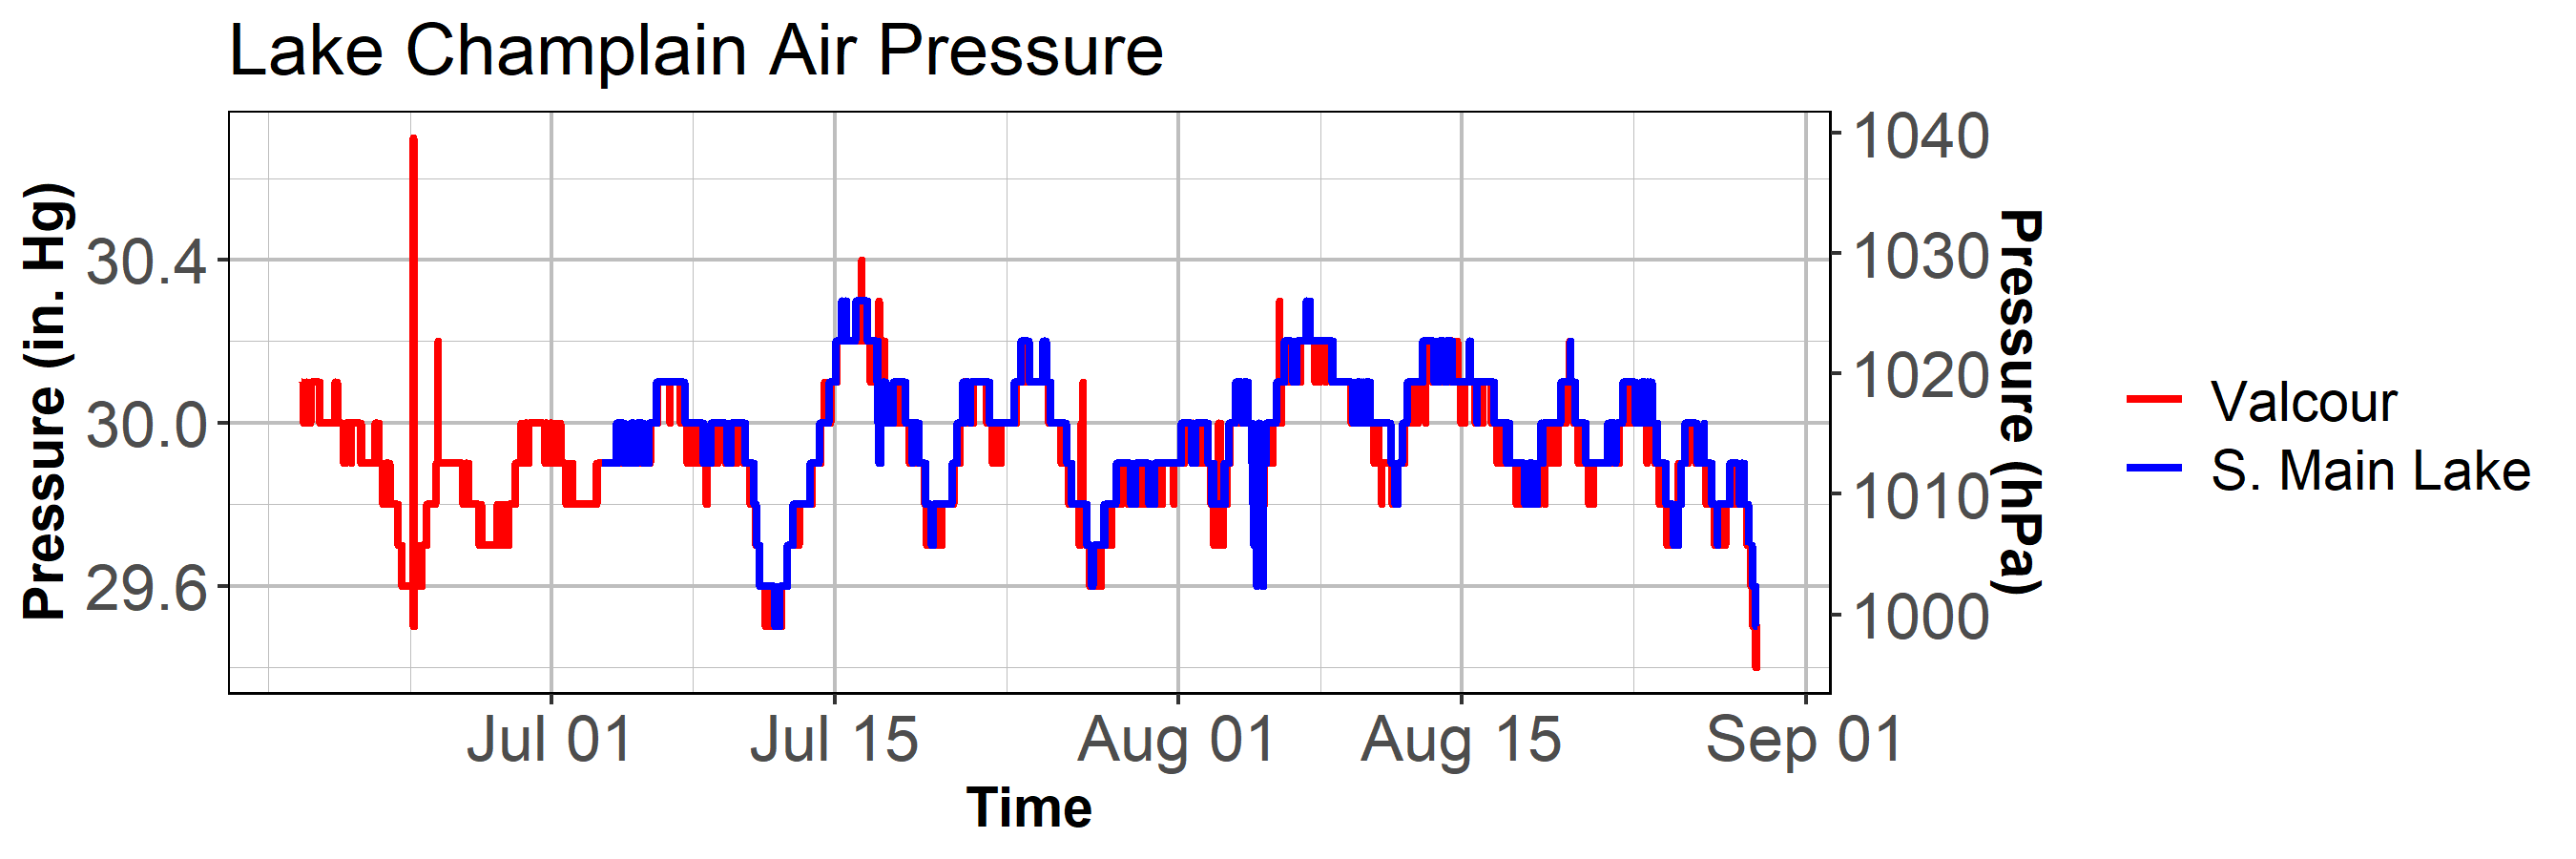 Lake Champlain Air Pressure
Pressure (in. Hg)
30.4
30.0
29.6
1040
1030
1020
1010
1000
Pressure (hPa)
Jul 01
Jul 15
Aug 01
Aug 15
Sep 01
Time
Valcour
S. Main Lake